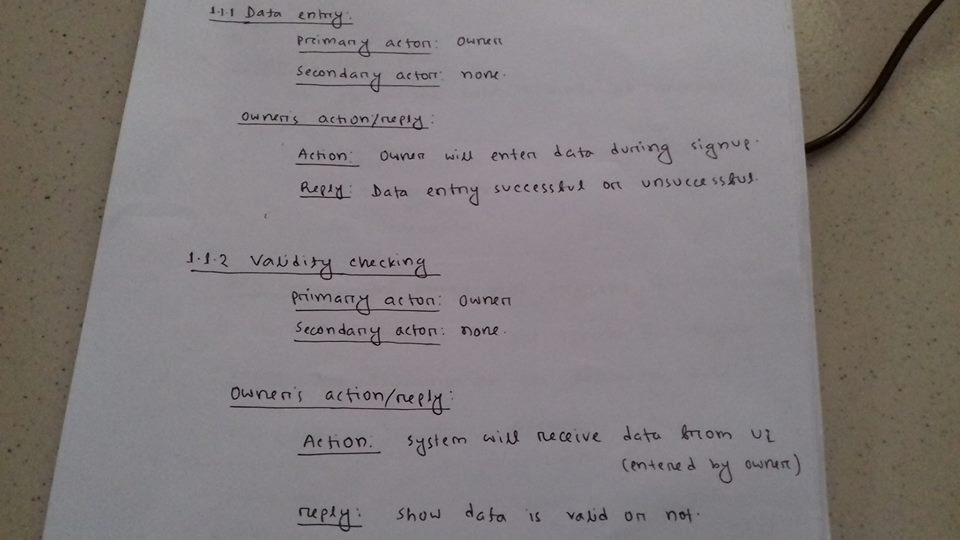 1.1.1 Data entry:
Primary actor: owner
Secondary actor: none.
Owner's action/reply:
Action: Owner will enter data during signup.
Reply: Data entry successful or unsuccessful.
1.1.2 Validity checking
Primary actor: owner
Secondary actor: none.
Owner's action/reply:
Action: System will receive data from UI
(entered by owner)
reply: show data is valid or not.